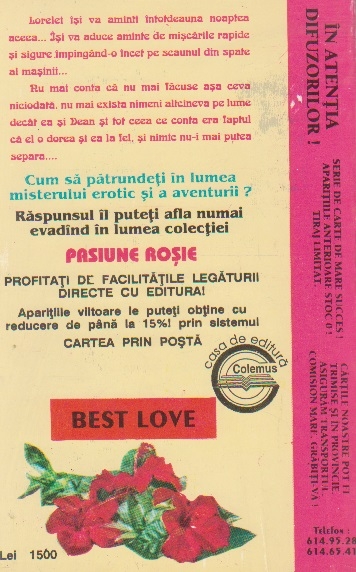 Lorelei își va aminti întotdeauna noaptea
aceea... Își va aduce aminte de mișcările rapide
și sigure împingând-o încet pe scaunul din spate
al mașinii...
Nu mai conta că nu mai făcuse așa ceva
niciodată, nu mai exista nimeni altcineva pe lume
decât ea și Dean și tot ceea ce conta era faptul
că el o dorea și ea la fel, și nimic nu-i mai putea
separa....
Cum să pătrundeți în lumea
misterului erotic și a aventurii ?
Răspunsul îl puteți afla numai
evadînd în lumea colecției
PASIUNE ROȘIE
PROFITAȚI DE FACILITĂȚILE LEGĂTURII
DIRECTE CU EDITURA!
Aparițiile viitoare le puteți obține cu
reducere de până la 15%! prin sistemul
CARTEA PRIN POȘTĂ
casa de editură
Colemus
BEST LOVE
Lei 1500
ÎN ATENȚIA
DIFUZORILOR !
SERIE DE CARTE DE MARE SUCCES !
APARIȚIILE ANTERIOARE STOC 0 !
TIRAJ LIMITAT.
CĂRȚILE NOASTRE POT FI
TRIMISE ȘI ÎN PROVINCIE
ASIGURĂM TRANSPORTUL
COMISION MARE. GRĂBIȚI-VĂ !
Telefon :
614.95.28
614.65.41